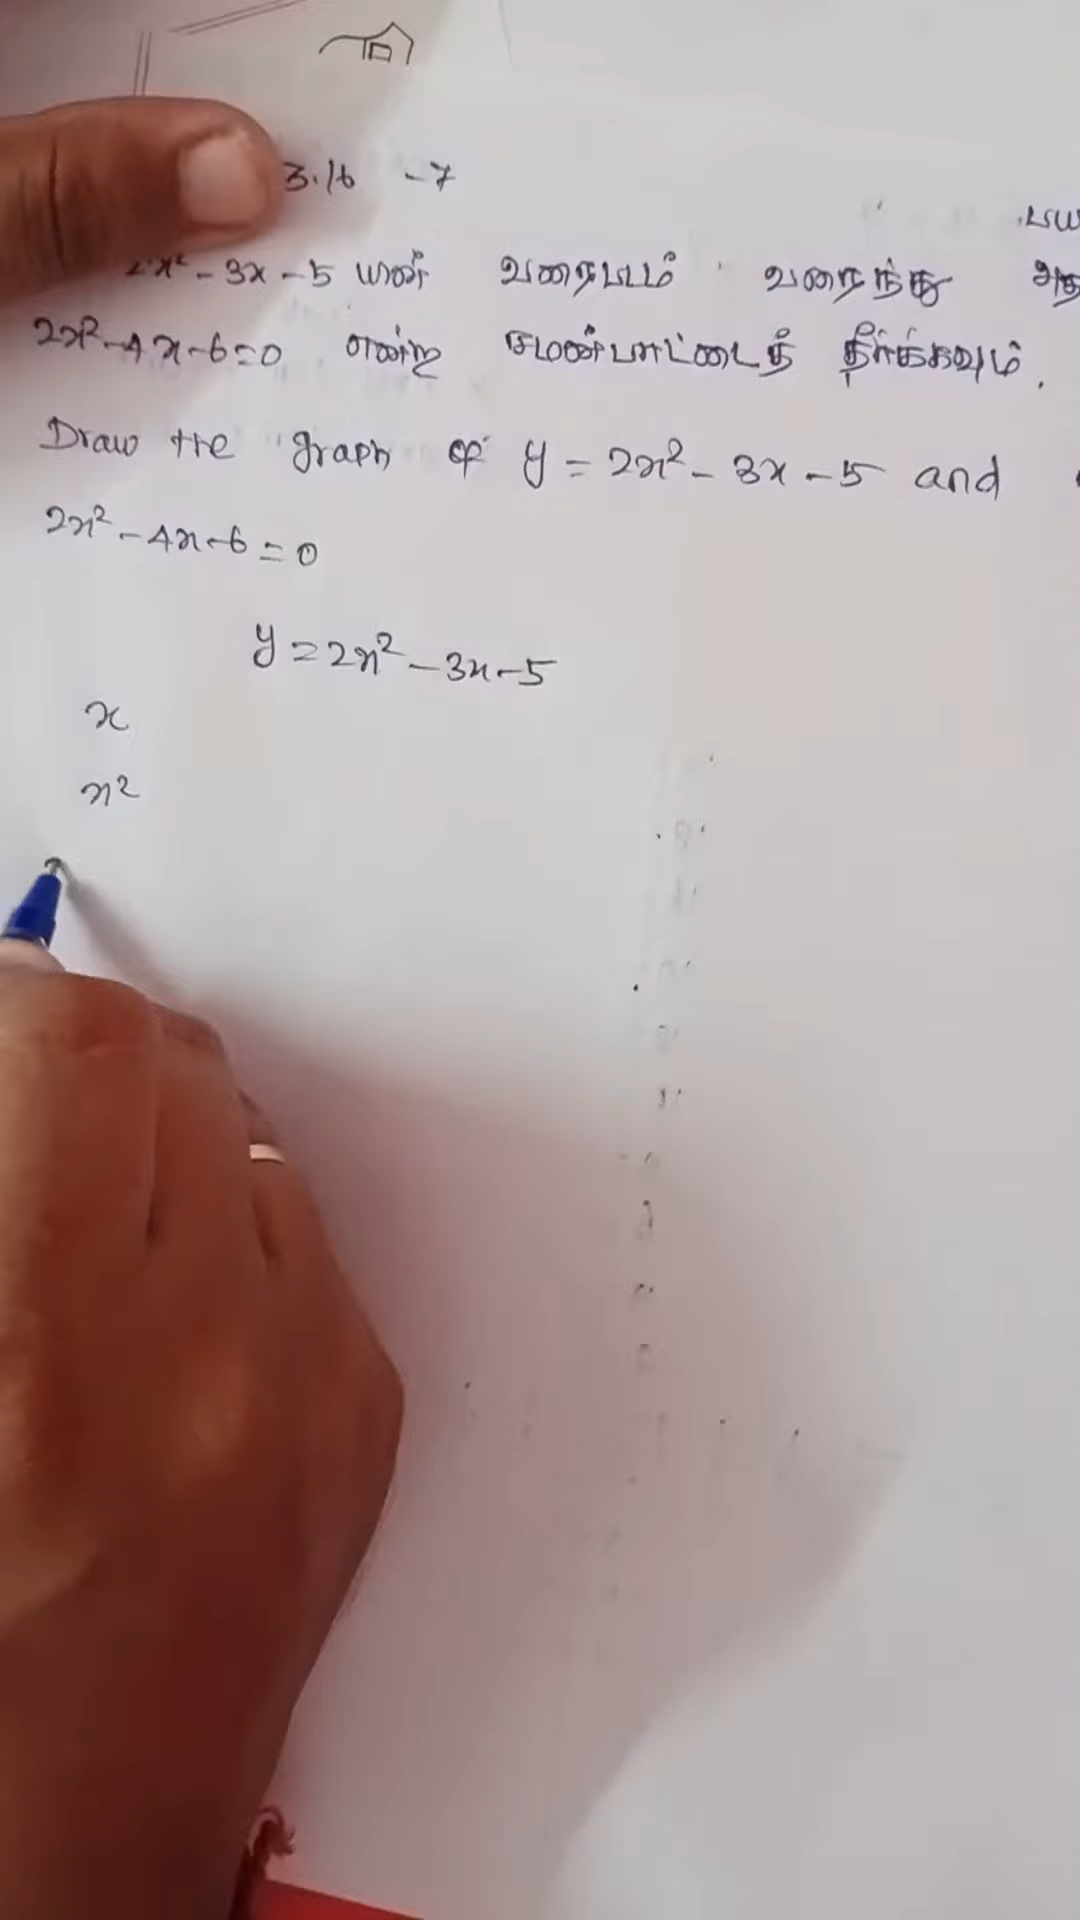 3.16 -7
2x² - 3x - 5 யின் வரைபடம் வரைந்து
2x² - 4x - 6 = 0 என்ற சமன்பாட்டைத் தீர்க்கவும்.
Draw the graph of y = 2x² - 3x - 5 and
2x² - 4x - 6 = 0
y = 2x² - 3x - 5
x
x²